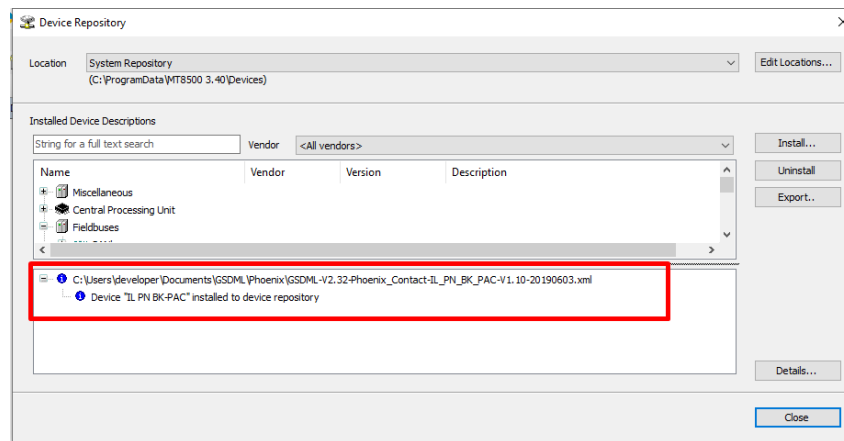 Device Repository
Location
System Repository
Edit Locations...
(C:\ProgramData\MT8500 3.40\Devices)
Installed Device Descriptions
String for a full text search
Vendor
<All vendors>
Install...
Name Vendor Version Description
Uninstall
Miscellaneous
Central Processing Unit
Export..
Fieldbuses
C:\Users\developer\Documents\GSDML\Phoenix\GSDML-V2.32-Phoenix_Contact-IL_PN_BK_PAC-V1.10-20190603.xml
Device "IL PN BK-PAC" installed to device repository
Details...
Close